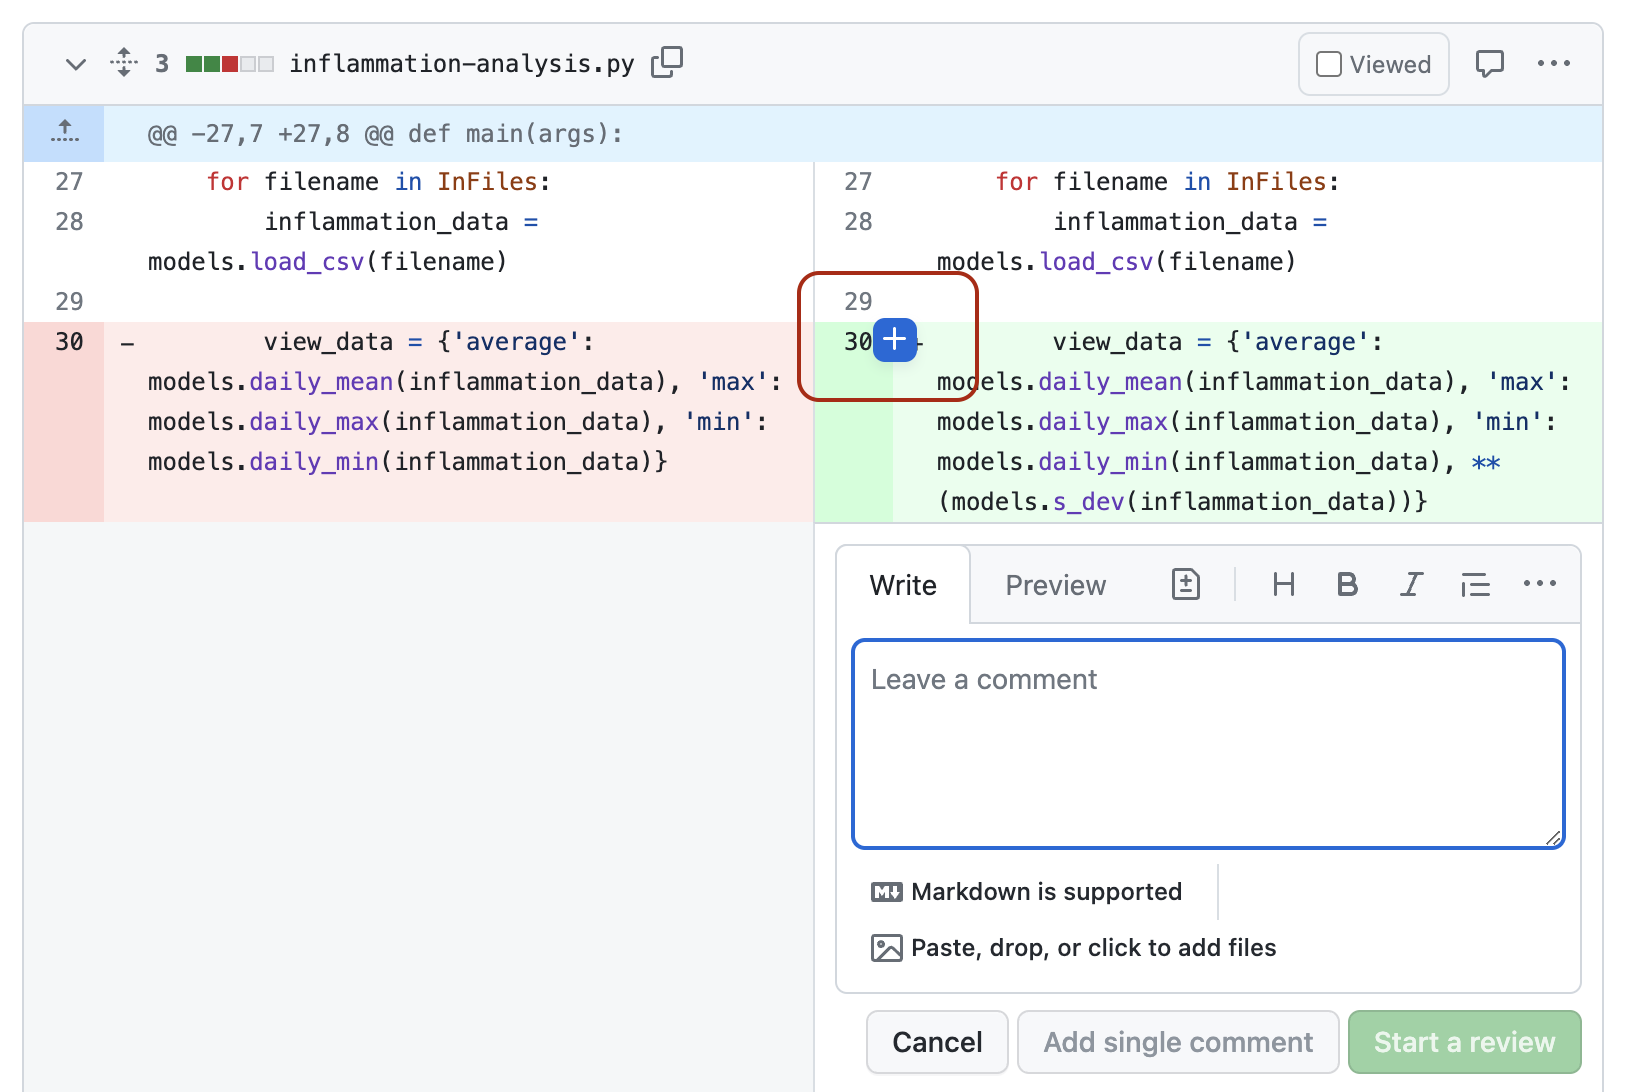 3 inflammation-analysis.py Viewed
@@ -27,7 +27,8 @@ def main(args):
27 for filename in InFiles:
28 inflammation_data =
models.load_csv(filename)
29
30 - view_data = {'average':
models.daily_mean(inflammation_data), 'max':
models.daily_max(inflammation_data), 'min':
models.daily_min(inflammation_data)}
27 for filename in InFiles:
28 inflammation_data =
models.load_csv(filename)
29
30 + view_data = {'average':
models.daily_mean(inflammation_data), 'max':
models.daily_max(inflammation_data), 'min':
models.daily_min(inflammation_data), **
(models.s_dev(inflammation_data))}
Write Preview H B I
Leave a comment
Markdown is supported
Paste, drop, or click to add files
Cancel Add single comment Start a review